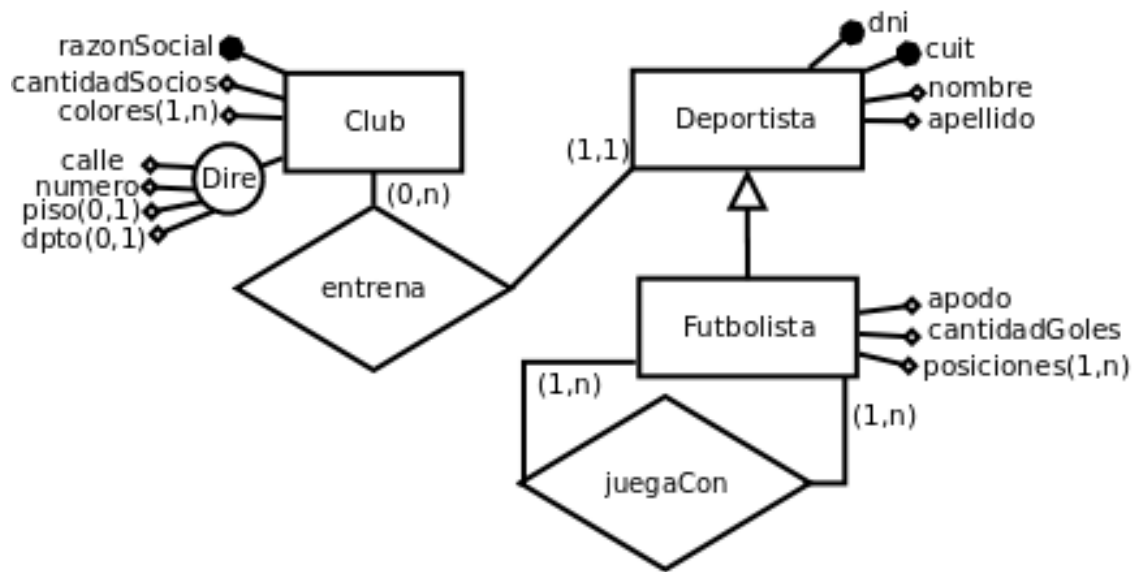 razonSocial
cantidadSocios
colores(1,n)
Club
calle
numero
piso(0,1)
dpto(0,1)
Dire
(0,n)
entrena
(1,1)
Deportista
dni
cuit
nombre
apellido
Futbolista
apodo
cantidadGoles
posiciones(1,n)
(1,n)
(1,n)
juegaCon